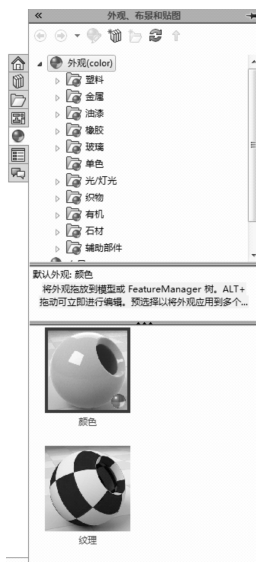 外观、布景和贴图
外观(color)
塑料
金属
油漆
橡胶
玻璃
单色
光/灯光
织物
有机
石材
辅助部件
默认外观: 颜色
将外观拖放到模型或 FeatureManager 树。ALT+
拖动可立即进行编辑。预选择以将外观应用到多个...
颜色
纹理